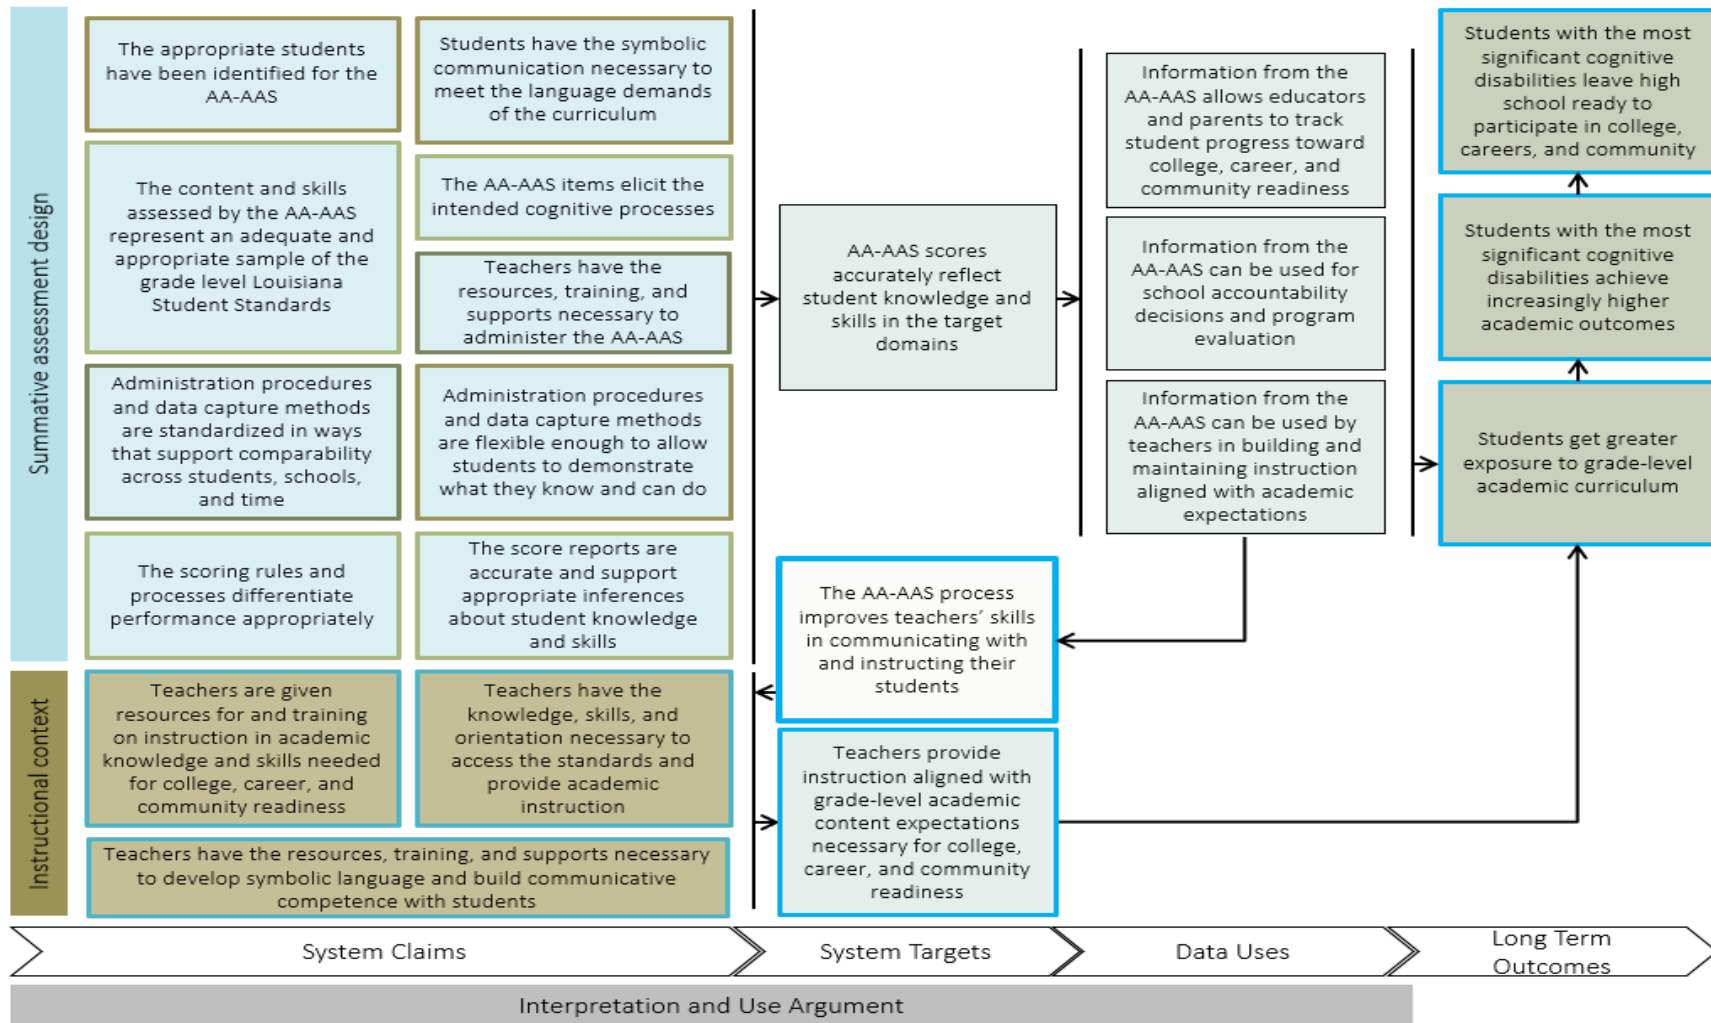 Summative assessment design
The appropriate students
have been identified for the
AA-AAS
Students have the symbolic
communication necessary to
meet the language demands
of the curriculum
The content and skills
assessed by the AA-AAS
represent an adequate and
appropriate sample of the
grade level Louisiana
Student Standards
The AA-AAS items elicit the
intended cognitive processes
Teachers have the
resources, training, and
supports necessary to
administer the AA-AAS
Administration procedures
and data capture methods
are standardized in ways
that support comparability
across students, schools,
and time
Administration procedures
and data capture methods
are flexible enough to allow
students to demonstrate
what they know and can do
The scoring rules and
processes differentiate
performance appropriately
The score reports are
accurate and support
appropriate inferences
about student knowledge
and skills
Instructional context
Teachers are given
resources for and training
on instruction in academic
knowledge and skills needed
for college, career, and
community readiness
Teachers have the
knowledge, skills, and
orientation necessary to
access the standards and
provide academic
instruction
Teachers have the resources, training, and supports necessary
to develop symbolic language and build communicative
competence with students
AA-AAS scores
accurately reflect
student knowledge and
skills in the target
domains
The AA-AAS process
improves teachers’ skills
in communicating with
and instructing their
students
Teachers provide
instruction aligned with
grade-level academic
content expectations
necessary for college,
career, and community
readiness
Information from the
AA-AAS allows educators
and parents to track
student progress toward
college, career, and
community readiness
Information from the
AA-AAS can be used for
school accountability
decisions and program
evaluation
Information from the
AA-AAS can be used by
teachers in building and
maintaining instruction
aligned with academic
expectations
Students with the most
significant cognitive
disabilities leave high
school ready to
participate in college,
careers, and community
Students with the most
significant cognitive
disabilities achieve
increasingly higher
academic outcomes
Students get greater
exposure to grade-level
academic curriculum
System Claims
System Targets
Data Uses
Long Term
Outcomes
Interpretation and Use Argument